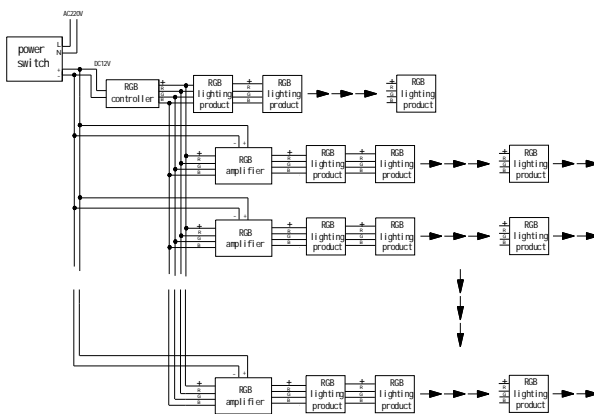 AC220V
L
N
power
switch
+
-
DC12V
RGB
controller
+
R
G
B
RGB
lighting
product
+
R
G
B
RGB
lighting
product
+
R
G
B
RGB
lighting
product
- +
+
R
G
B
RGB
amplifier
+
R
G
B
RGB
lighting
product
+
R
G
B
RGB
lighting
product
+
R
G
B
RGB
lighting
product
- +
+
R
G
B
RGB
amplifier
+
R
G
B
RGB
lighting
product
+
R
G
B
RGB
lighting
product
+
R
G
B
RGB
lighting
product
- +
+
R
G
B
RGB
amplifier
+
R
G
B
RGB
lighting
product
+
R
G
B
RGB
lighting
product
+
R
G
B
RGB
lighting
product